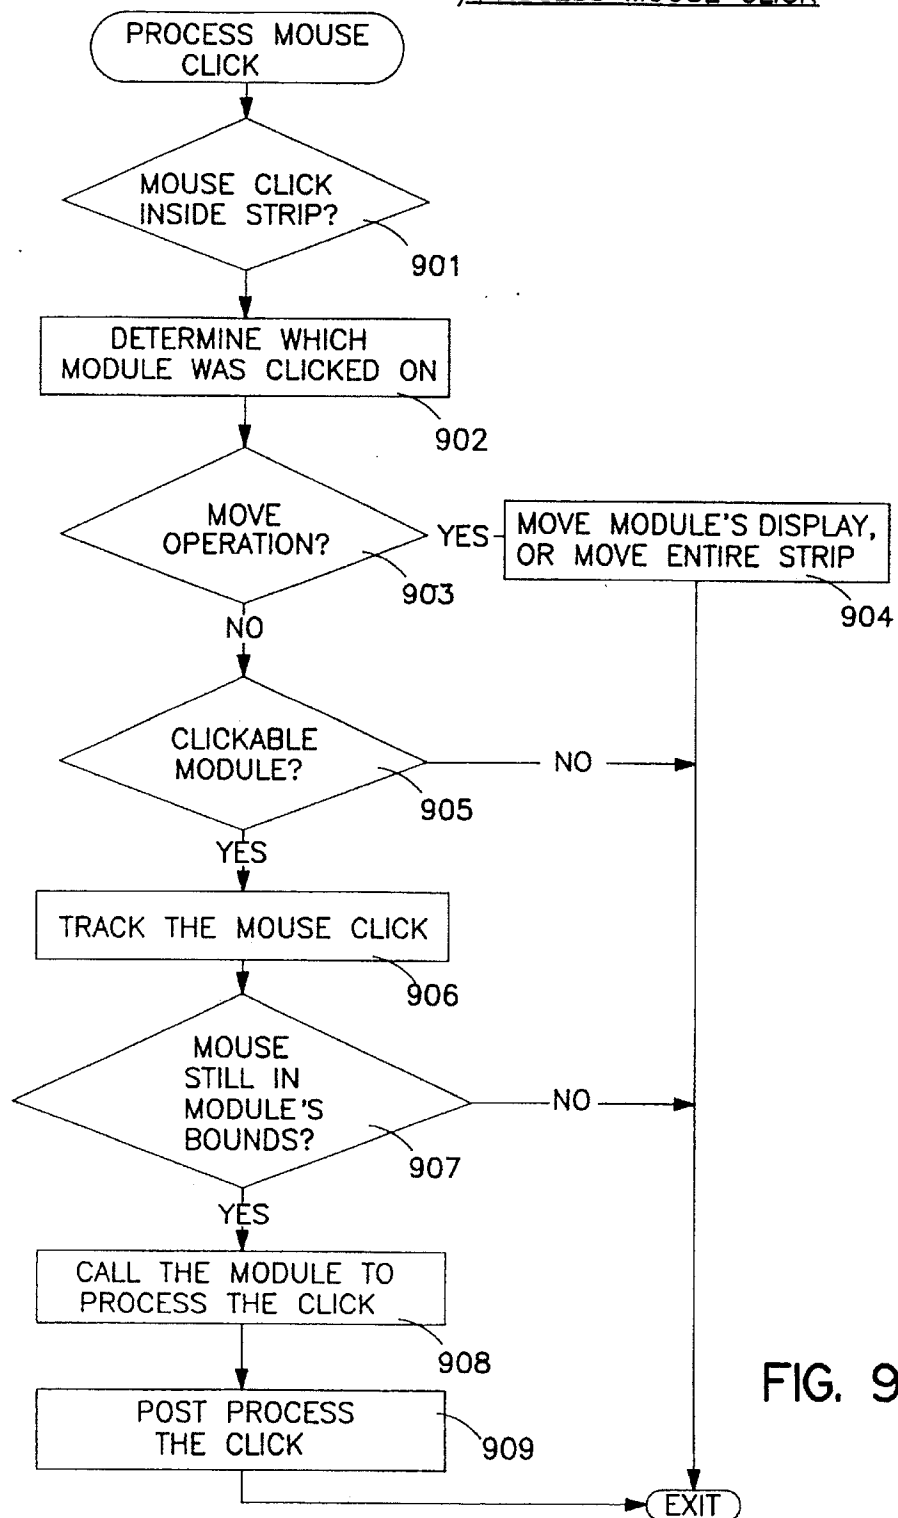 PROCESS MOUSE CLICK
PROCESS MOUSE
CLICK
MOUSE CLICK
INSIDE STRIP?
901
DETERMINE WHICH
MODULE WAS CLICKED ON
902
MOVE
OPERATION?
903
YES
MOVE MODULE'S DISPLAY,
OR MOVE ENTIRE STRIP
904
NO
CLICKABLE
MODULE?
905
NO
YES
TRACK THE MOUSE CLICK
906
MOUSE
STILL IN
MODULE'S
BOUNDS?
907
NO
YES
CALL THE MODULE TO
PROCESS THE CLICK
908
POST PROCESS
THE CLICK
909
FIG. 9
EXIT